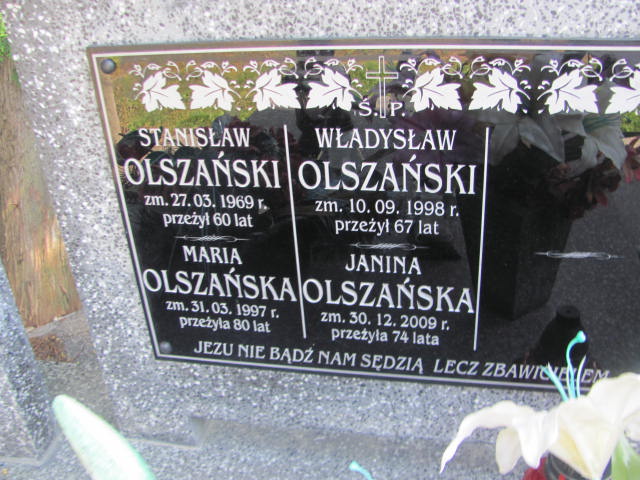 Ś. P.
STANISŁAW
OLSZAŃSKI
zm. 27. 03. 1969 r.
przeżył 60 lat
MARIA
OLSZAŃSKA
zm. 31. 03. 1997 r.
przeżyła 80 lat
WŁADYSŁAW
OLSZAŃSKI
zm. 10. 09. 1998 r.
przeżył 67 lat
JANINA
OLSZAŃSKA
zm. 30. 12. 2009 r.
przeżyła 74 lata
JEZU NIE BĄDŹ NAM SĘDZIĄ LECZ ZBAWICIELEM